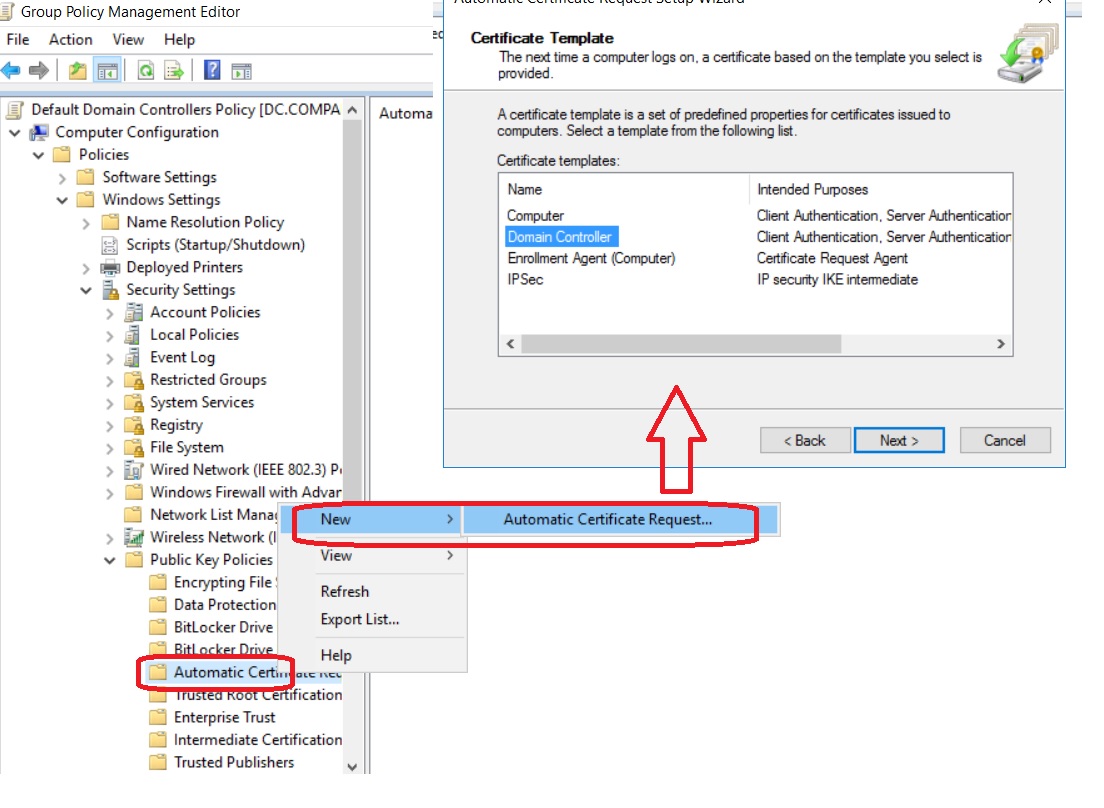 Group Policy Management Editor
File Action View Help
Default Domain Controllers Policy [DC.COMPA
Computer Configuration
Policies
Software Settings
Windows Settings
Name Resolution Policy
Scripts (Startup/Shutdown)
Deployed Printers
Security Settings
Account Policies
Local Policies
Event Log
Restricted Groups
System Services
Registry
File System
Wired Network (IEEE 802.3) P
Windows Firewall with Advar
Network List Manag
Wireless Network (I
Public Key Policies
Encrypting File
Data Protection
BitLocker Drive
BitLocker Drive
Automatic Certificate Req
Trusted Root Certification
Enterprise Trust
Intermediate Certification
Trusted Publishers
Automa
New
Automatic Certificate Request...
View
Refresh
Export List...
Help
Automatic Certificate Request Setup Wizard
Certificate Template
The next time a computer logs on, a certificate based on the template you select is
provided.
A certificate template is a set of predefined properties for certificates issued to
computers. Select a template from the following list.
Certificate templates:
Name Intended Purposes
Computer Client Authentication, Server Authentication
Domain Controller Client Authentication, Server Authentication
Enrollment Agent (Computer) Certificate Request Agent
IPSec IP security IKE intermediate
< Back Next > Cancel